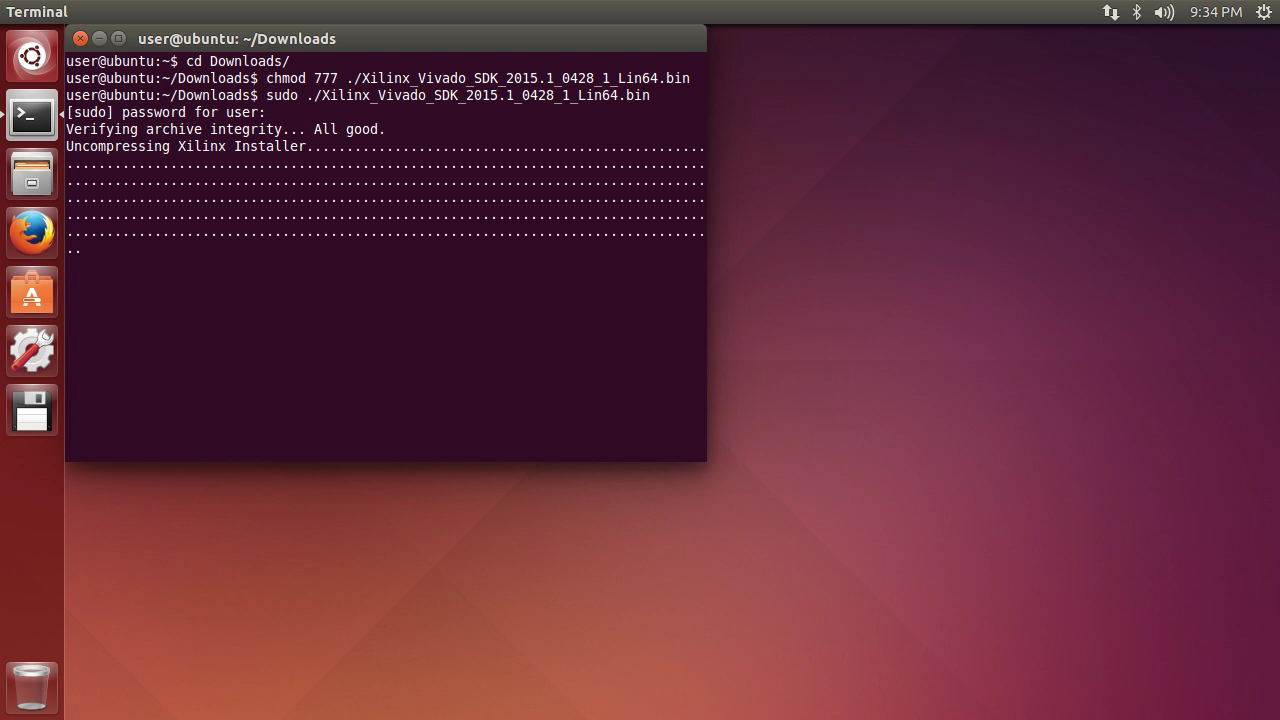 Terminal
9:34 PM
user@ubuntu: ~/Downloads
user@ubuntu:~$ cd Downloads/
user@ubuntu:~/Downloads$ chmod 777 ./Xilinx_Vivado_SDK_2015.1_0428_1_Lin64.bin
user@ubuntu:~/Downloads$ sudo ./Xilinx_Vivado_SDK_2015.1_0428_1_Lin64.bin
[sudo] password for user:
Verifying archive integrity... All good.
Uncompressing Xilinx Installer..................................................
................................................................................
................................................................................
................................................................................
................................................................................
................................................................................
..